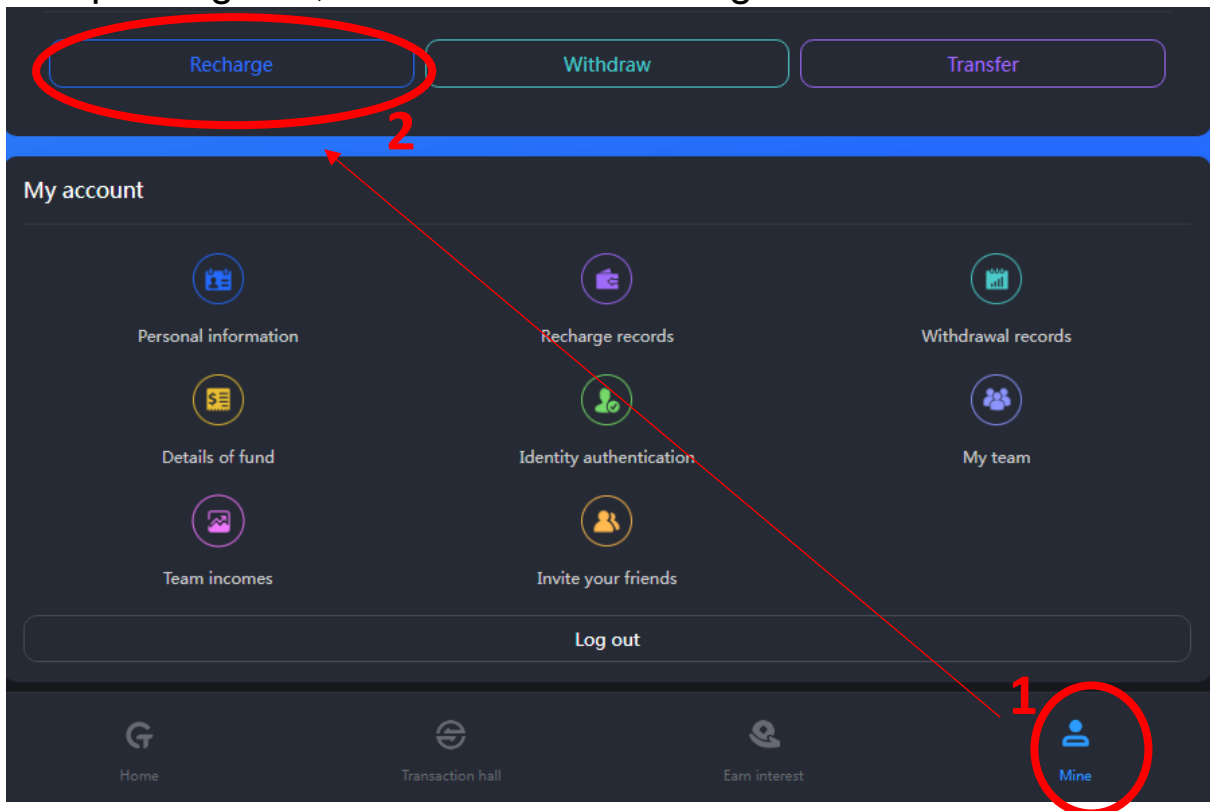 Recharge Withdraw Transfer
2
My account
Personal information Recharge records Withdrawal records
Details of fund Identity authentication My team
Team incomes Invite your friends
Log out
1
Home Transaction hall Earn interest Mine